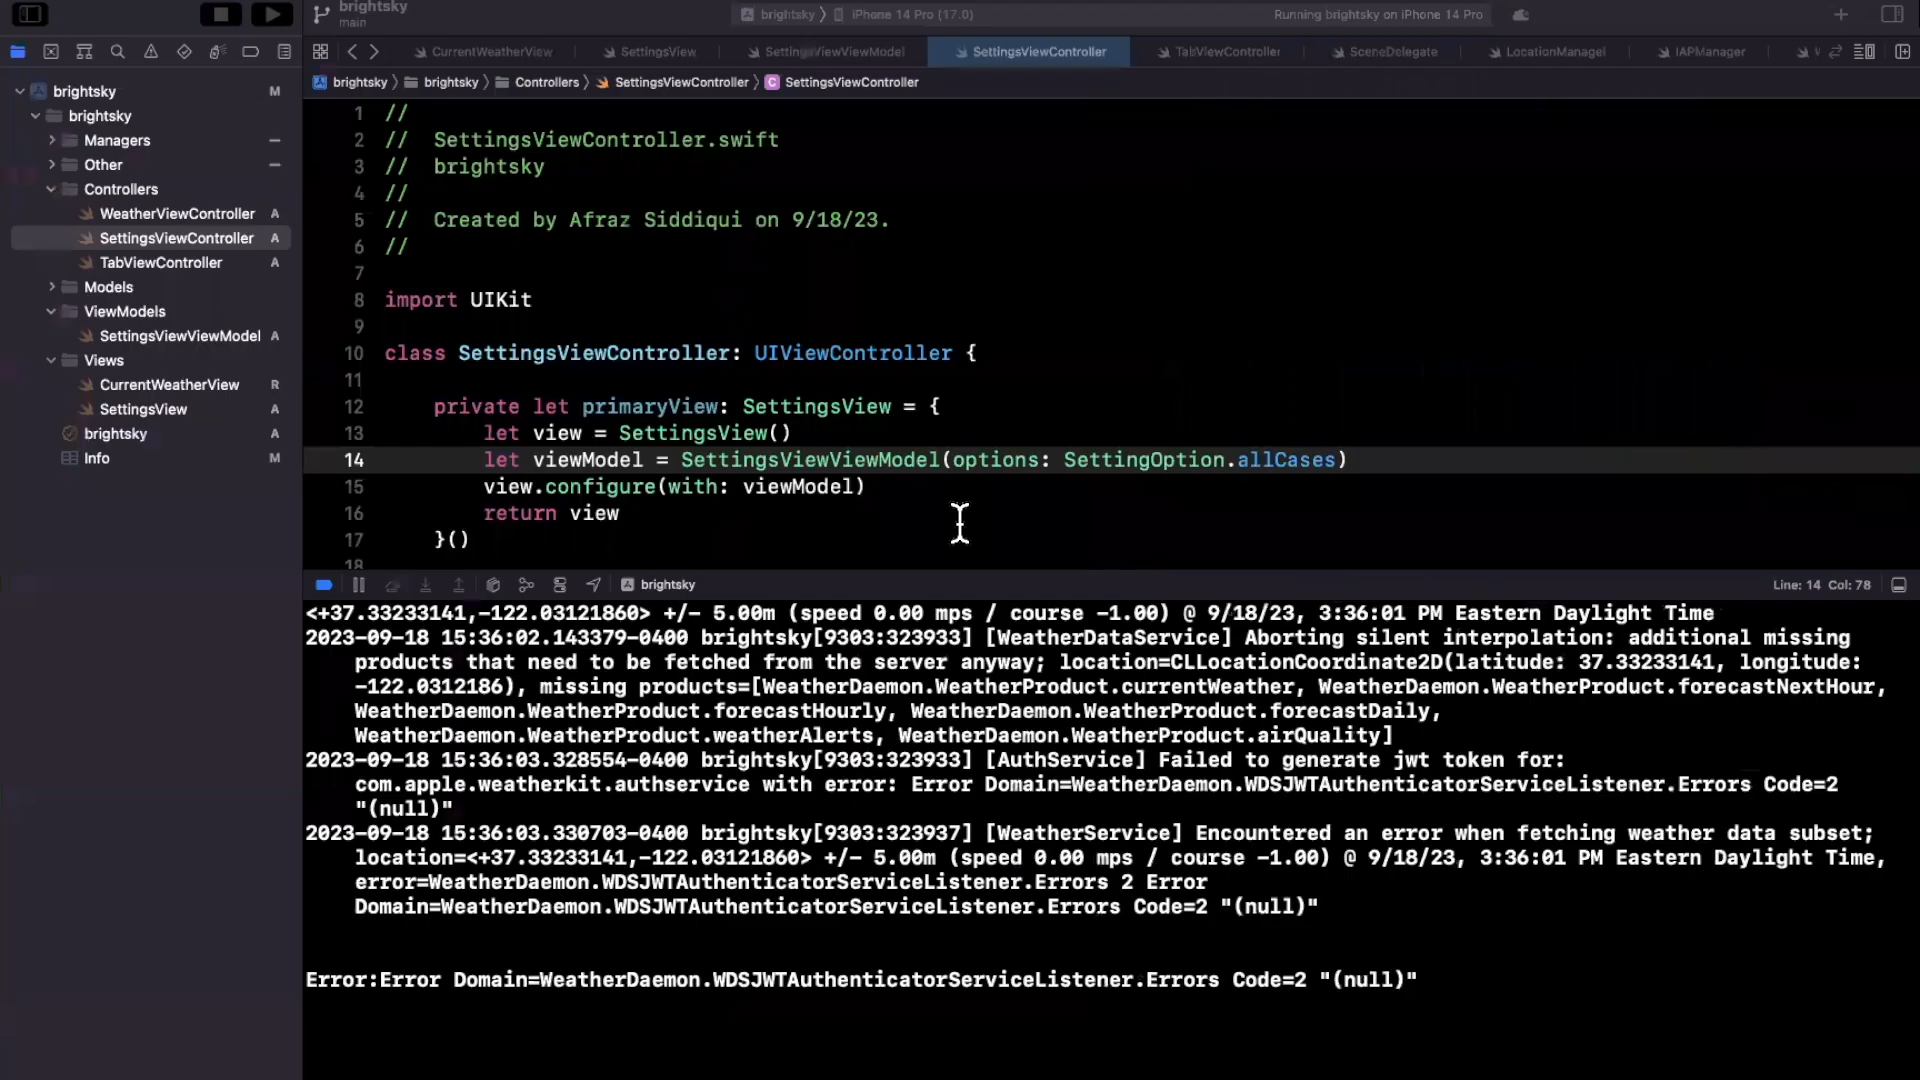 brightsky
main
brightsky 〉 iPhone 14 Pro (17.0)
Running brightsky on iPhone 14 Pro
CurrentWeatherView
SettingsView
SettingsViewViewModel
SettingsViewController
TabViewController
SceneDelegate
LocationManagel
IAPManager
brightsky 〉 brightsky 〉 Controllers 〉 SettingsViewController 〉 C SettingsViewController
brightsky M
brightsky
Managers
Other
Controllers
WeatherViewController A
SettingsViewController A
TabViewController A
Models
ViewModels
SettingsViewViewModel A
Views
CurrentWeatherView R
SettingsView A
brightsky A
Info M
1 //
2 //  SettingsViewController.swift
3 //  brightsky
4 //
5 //  Created by Afraz Siddiqui on 9/18/23.
6 //
7
8 import UIKit
9
10 class SettingsViewController: UIViewController {
11
12     private let primaryView: SettingsView = {
13         let view = SettingsView()
14         let viewModel = SettingsViewViewModel(options: SettingOption.allCases)
15         view.configure(with: viewModel)
16         return view
17     }()
18
brightsky
Line: 14 Col: 78
<+37.33233141,-122.03121860> +/- 5.00m (speed 0.00 mps / course -1.00) @ 9/18/23, 3:36:01 PM Eastern Daylight Time
2023-09-18 15:36:02.143379-0400 brightsky[9303:323933] [WeatherDataService] Aborting silent interpolation: additional missing
products that need to be fetched from the server anyway; location=CLLocationCoordinate2D(latitude: 37.33233141, longitude:
-122.0312186), missing products=[WeatherDaemon.WeatherProduct.currentWeather, WeatherDaemon.WeatherProduct.forecastNextHour,
WeatherDaemon.WeatherProduct.forecastHourly, WeatherDaemon.WeatherProduct.forecastDaily,
WeatherDaemon.WeatherProduct.weatherAlerts, WeatherDaemon.WeatherProduct.airQuality]
2023-09-18 15:36:03.328554-0400 brightsky[9303:323933] [AuthService] Failed to generate jwt token for:
com.apple.weatherkit.authservice with error: Error Domain=WeatherDaemon.WDSJWTAuthenticatorServiceListener.Errors Code=2
"(null)"
2023-09-18 15:36:03.330703-0400 brightsky[9303:323937] [WeatherService] Encountered an error when fetching weather data subset;
location=<+37.33233141,-122.03121860> +/- 5.00m (speed 0.00 mps / course -1.00) @ 9/18/23, 3:36:01 PM Eastern Daylight Time,
error=WeatherDaemon.WDSJWTAuthenticatorServiceListener.Errors 2 Error
Domain=WeatherDaemon.WDSJWTAuthenticatorServiceListener.Errors Code=2 "(null)"
Error:Error Domain=WeatherDaemon.WDSJWTAuthenticatorServiceListener.Errors Code=2 "(null)"